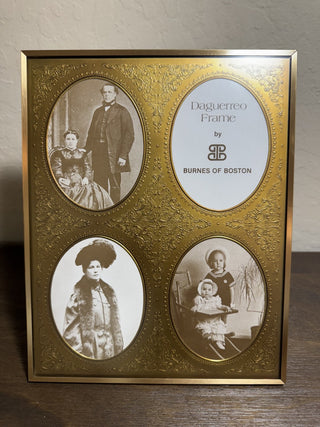 Daguerreo
Frame
by
BURNES OF BOSTON